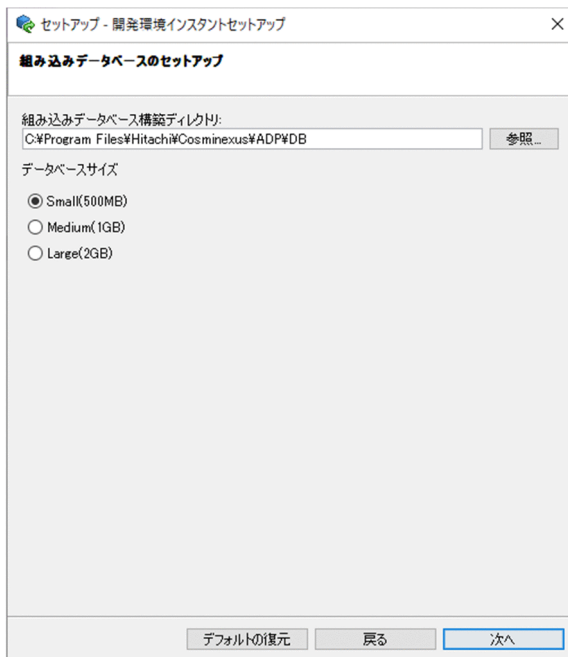 セットアップ - 開発環境インスタントセットアップ
組み込みデータベースのセットアップ
組み込みデータベース構築ディレクトリ:
C:¥Program Files¥Hitachi¥Cosminexus¥ADP¥DB 参照...
データベースサイズ
Small(500MB)
Medium(1GB)
Large(2GB)
デフォルトの復元 戻る 次へ